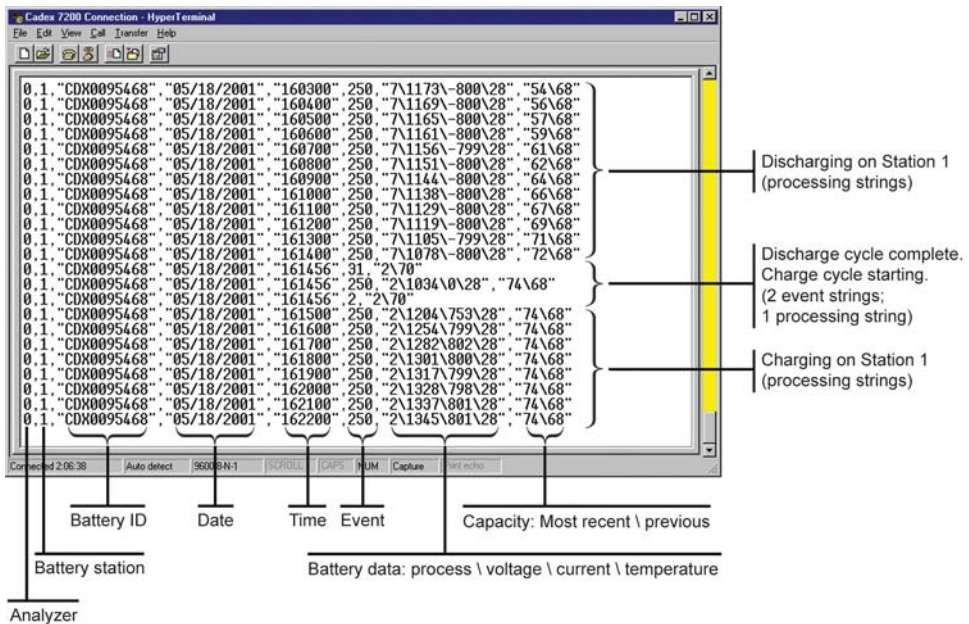 Cadex 7200 Connection - HyperTerminal
File Edit View Call Transfer Help
0,1,"CDX0095468","05/18/2001","160300",250,"7\1173\-800\28","54\68"
0,1,"CDX0095468","05/18/2001","160400",250,"7\1169\-800\28","56\68"
0,1,"CDX0095468","05/18/2001","160500",250,"7\1165\-800\28","57\68"
0,1,"CDX0095468","05/18/2001","160600",250,"7\1161\-800\28","59\68"
0,1,"CDX0095468","05/18/2001","160700",250,"7\1156\-799\28","61\68"
0,1,"CDX0095468","05/18/2001","160800",250,"7\1151\-800\28","62\68"
0,1,"CDX0095468","05/18/2001","160900",250,"7\1144\-800\28","64\68"
0,1,"CDX0095468","05/18/2001","161000",250,"7\1138\-800\28","66\68"
0,1,"CDX0095468","05/18/2001","161100",250,"7\1129\-800\28","67\68"
0,1,"CDX0095468","05/18/2001","161200",250,"7\1119\-800\28","69\68"
0,1,"CDX0095468","05/18/2001","161300",250,"7\1105\-799\28","71\68"
0,1,"CDX0095468","05/18/2001","161400",250,"7\1078\-800\28","72\68"
0,1,"CDX0095468","05/18/2001","161456",31,"2\70"
0,1,"CDX0095468","05/18/2001","161456",250,"2\1034\0\28","74\68"
0,1,"CDX0095468","05/18/2001","161456",2,"2\70"
0,1,"CDX0095468","05/18/2001","161500",250,"2\1204\753\28","74\68"
0,1,"CDX0095468","05/18/2001","161600",250,"2\1254\799\28","74\68"
0,1,"CDX0095468","05/18/2001","161700",250,"2\1282\802\28","74\68"
0,1,"CDX0095468","05/18/2001","161800",250,"2\1301\800\28","74\68"
0,1,"CDX0095468","05/18/2001","161900",250,"2\1317\799\28","74\68"
0,1,"CDX0095468","05/18/2001","162000",250,"2\1328\798\28","74\68"
0,1,"CDX0095468","05/18/2001","162100",250,"2\1337\801\28","74\68"
0,1,"CDX0095468","05/18/2001","162200",250,"2\1345\801\28","74\68"
Discharging on Station 1
(processing strings)
Discharge cycle complete.
Charge cycle starting.
(2 event strings;
1 processing string)
Charging on Station 1
(processing strings)
Connected 2:06:38 Auto detect 9600 8-N-1 SCROLL CAPS NUM Capture Print echo
Battery ID Date Time Event Capacity: Most recent \ previous
Battery station Battery data: process \ voltage \ current \ temperature
Analyzer